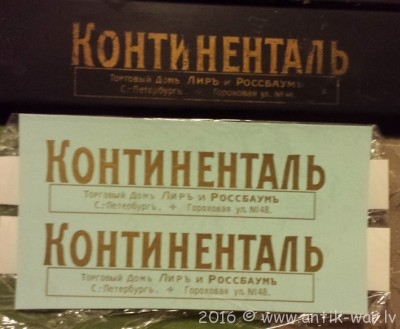 КОНТИНЕНТАЛЬ
Торговый Домъ ЛИРЪ и РОССБАУМЪ
С.-Петербургъ. Гороховая ул. №48.
КОНТИНЕНТАЛЬ
Торговый Домъ ЛИРЪ и РОССБАУМЪ
С.-Петербургъ. + Гороховая ул. №48.
КОНТИНЕНТАЛЬ
Торговый Домъ ЛИРЪ и РОССБАУМЪ
С.-Петербургъ. + Гороховая ул. №48.
2016 © www.antik-war.lv